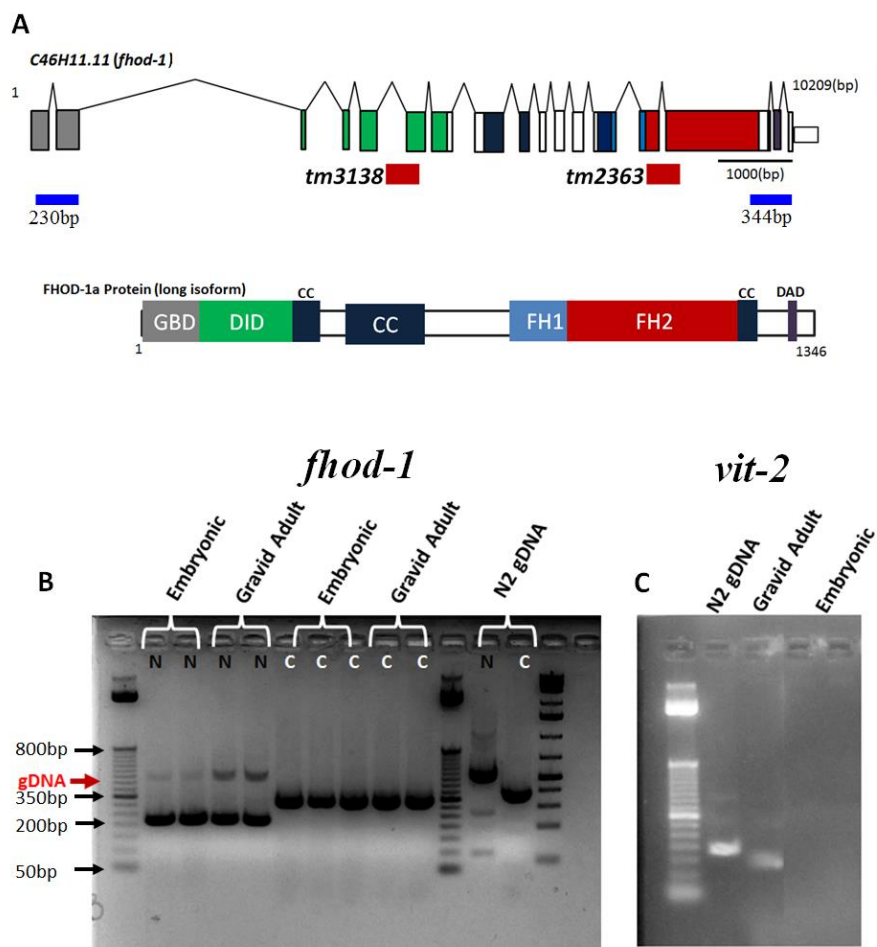 A
C46H11.11 (fhod-1)
1
10209(bp)
tm3138
tm2363
1000(bp)
230bp
344bp
FHOD-1a Protein (long isoform)
CC
CC
DAD
GBD
DID
CC
FH1
FH2
1
1346
fhod-1
vit-2
B
Embryonic
Gravid Adult
Embryonic
Gravid Adult
N2 gDNA
C
N2 gDNA
Gravid Adult
Embryonic
N N N N C C C C C N C
800bp
gDNA
350bp
200bp
50bp